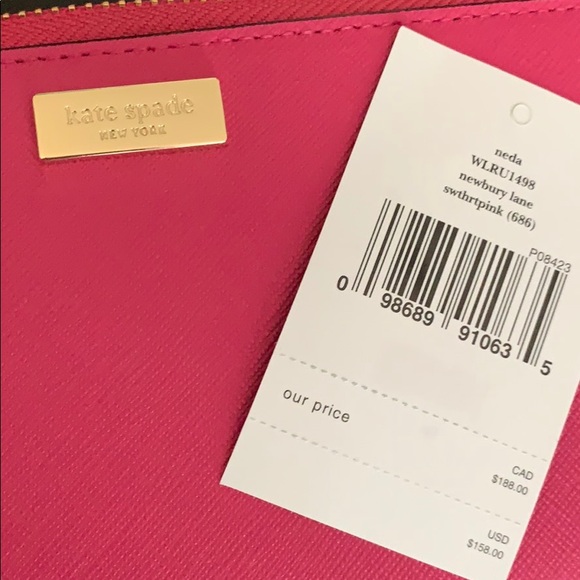 kate spade
NEW YORK
neda
WLRU1498
newbury lane
swthrtpink (686)
P08423
0 98689 91063 5
our price
CAD
$188.00
USD
$158.00